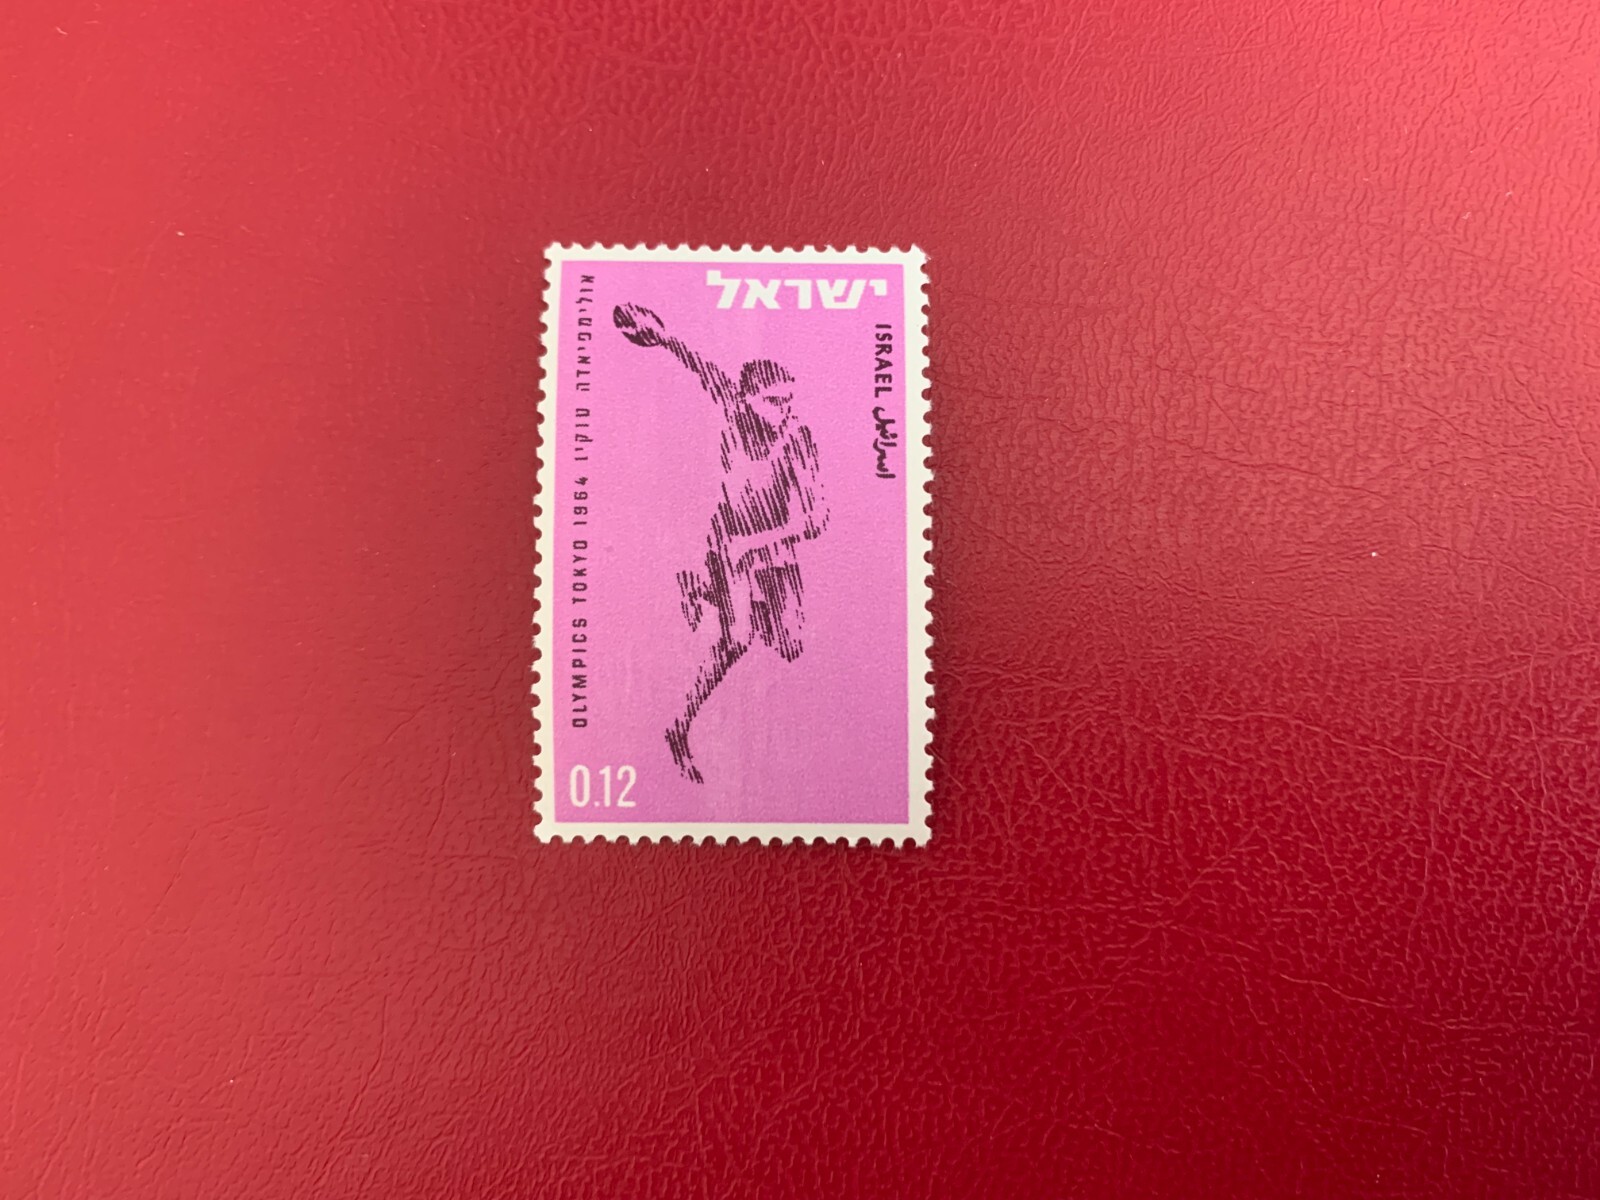 ישראל
ISRAEL اسرائيل
OLYMPICS TOKYO 1964 אולימפיאדה טוקיו
0.12